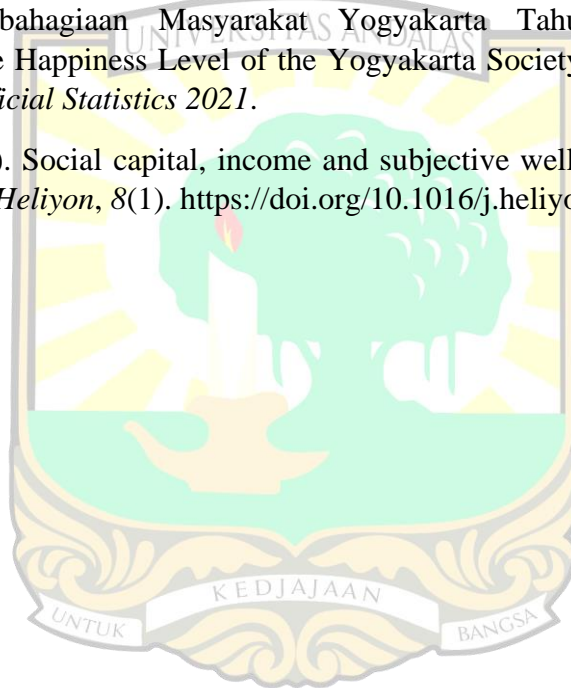 bahagiaan Masyarakat Yogyakarta Tahu
e Happiness Level of the Yogyakarta Society
ficial Statistics 2021.
). Social capital, income and subjective well
Heliyon, 8(1). https://doi.org/10.1016/j.heliyo
UNIVERSITAS ANDALAS
KEDJAJAAN
UNTUK BANGSA